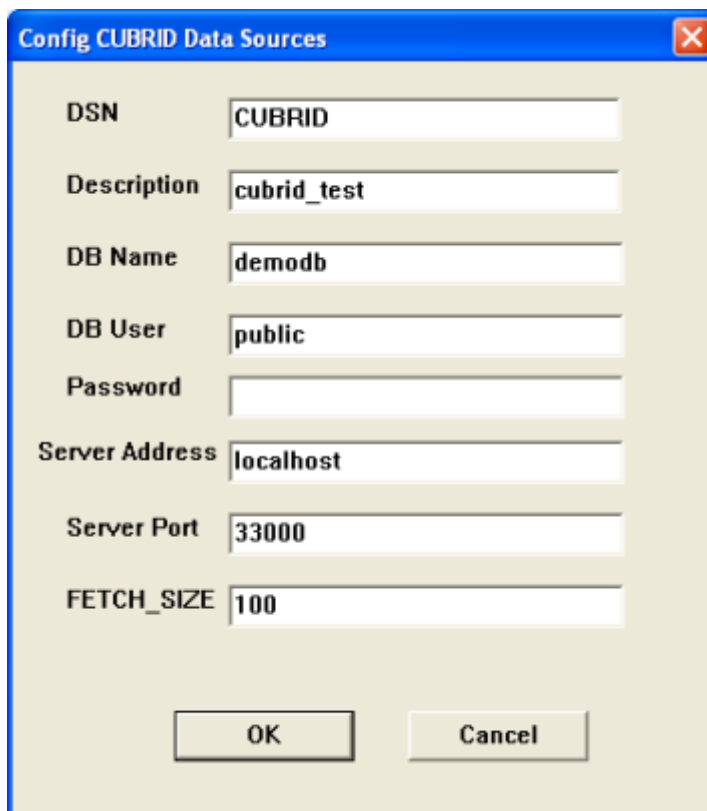 Config CUBRID Data Sources
DSN CUBRID
Description cubrid_test
DB Name demodb
DB User public
Password
Server Address localhost
Server Port 33000
FETCH_SIZE 100
OK Cancel